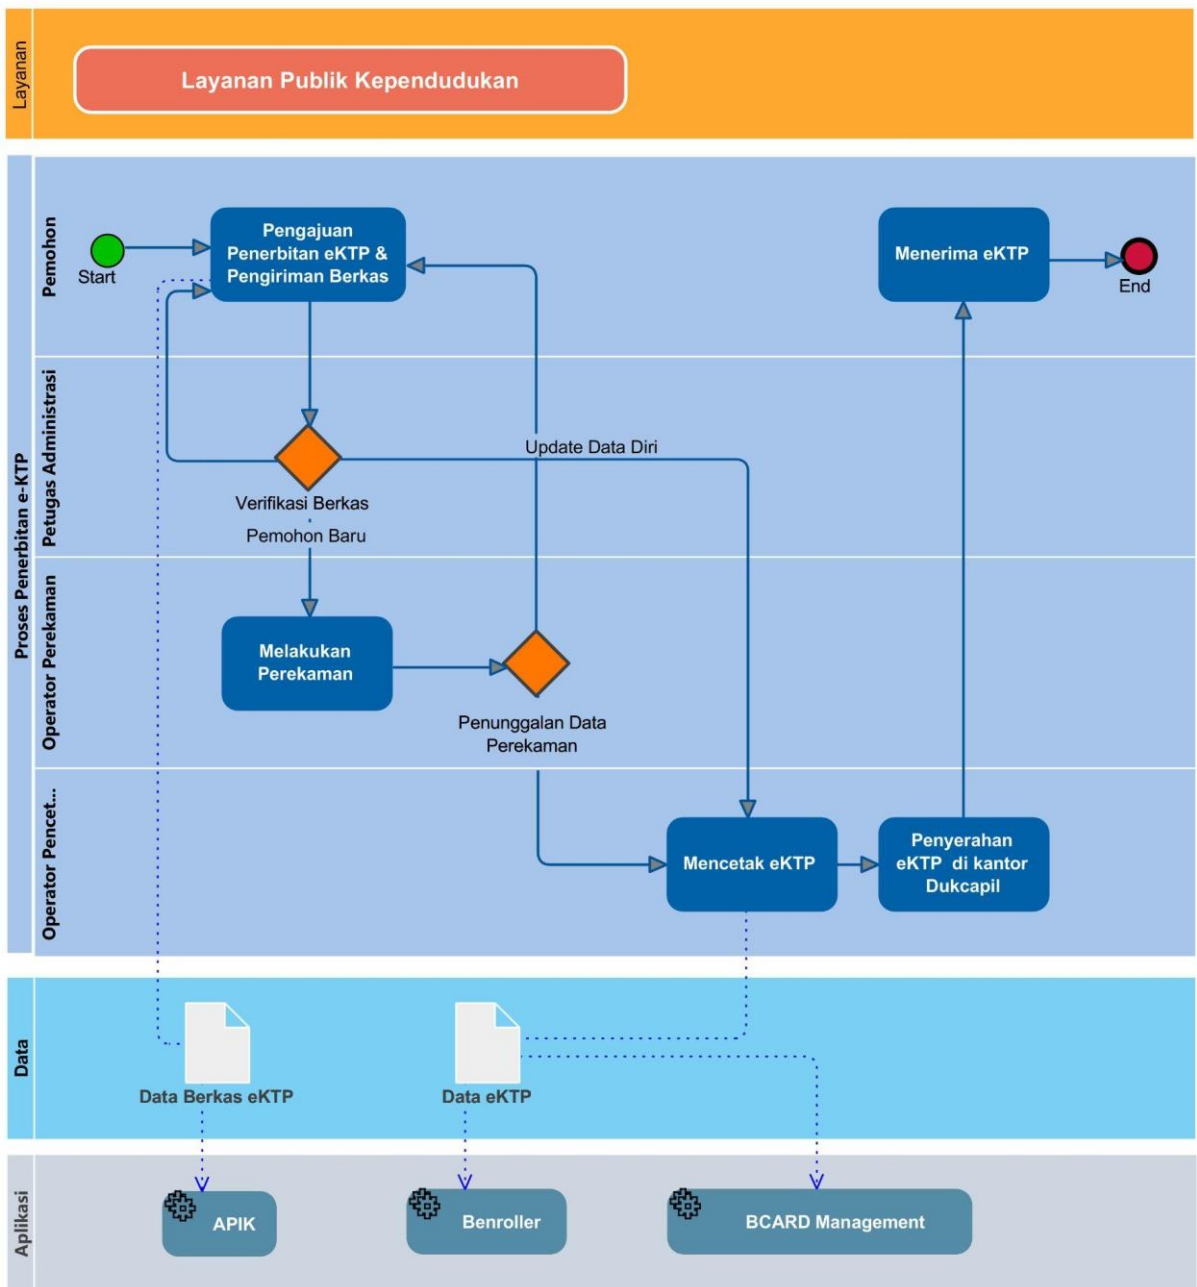 Layanan
Layanan Publik Kependudukan
Proses Penerbitan e-KTP
Pemohon
Start
Pengajuan
Penerbitan eKTP &
Pengiriman Berkas
Menerima eKTP
End
Petugas Administrasi
Update Data Diri
Verifikasi Berkas
Pemohon Baru
Operator Perekaman
Melakukan
Perekaman
Penunggalan Data
Perekaman
Operator Pencet...
Mencetak eKTP
Penyerahan
eKTP di kantor
Dukcapil
Data
Data Berkas eKTP
Data eKTP
Aplikasi
APIK
Benroller
BCARD Management